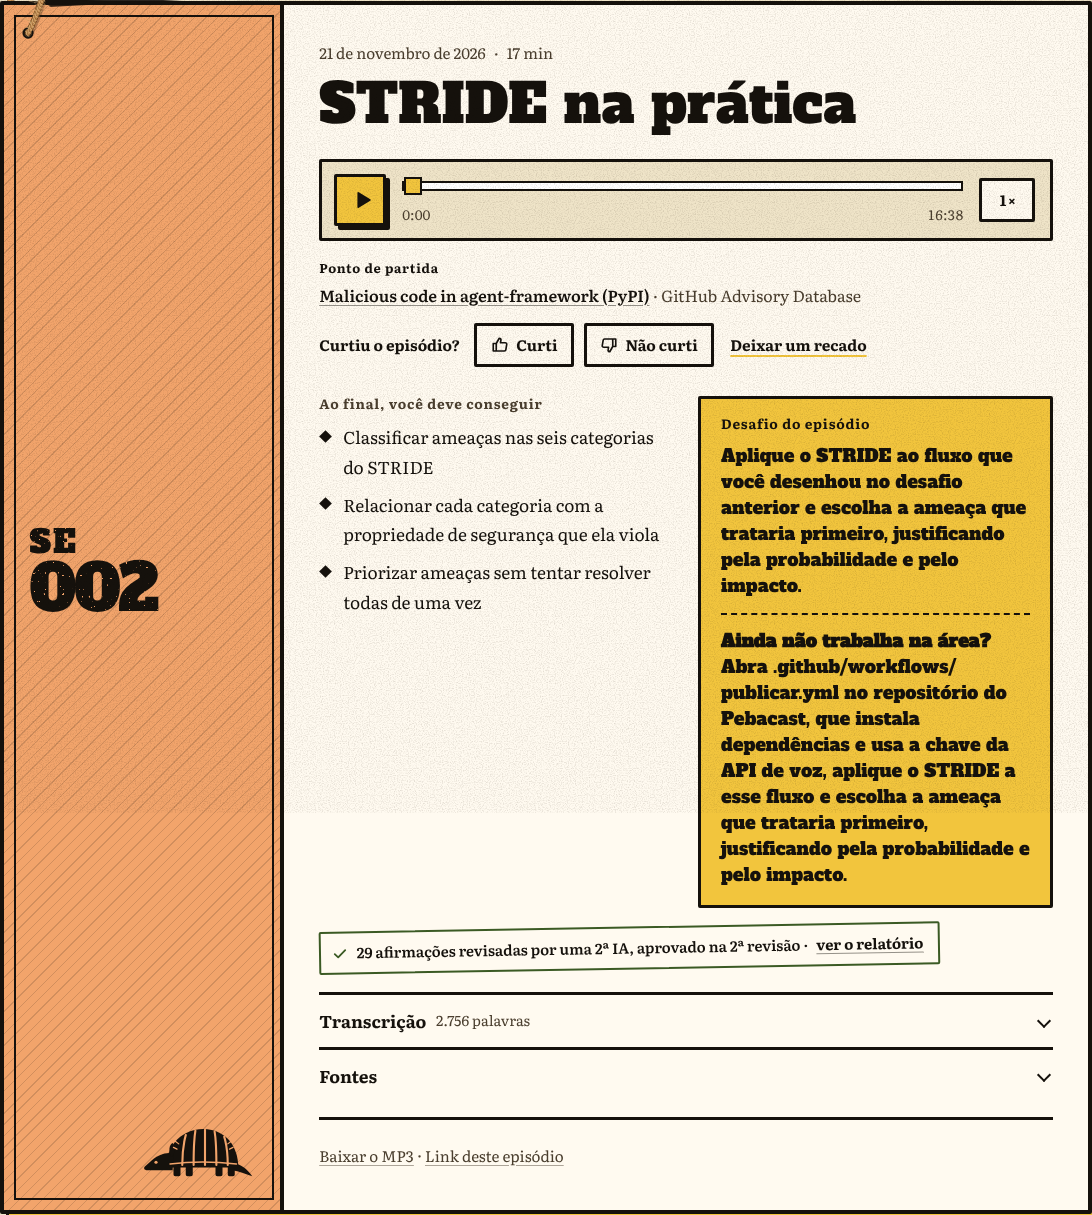 21 de novembro de 2026 · 17 min
STRIDE na prática
0:00
16:38
1×
Ponto de partida
Malicious code in agent-framework (PyPI) · GitHub Advisory Database
Curtiu o episódio?
Curti
Não curti
Deixar um recado
Ao final, você deve conseguir
Classificar ameaças nas seis categorias
do STRIDE
Relacionar cada categoria com a
propriedade de segurança que ela viola
Priorizar ameaças sem tentar resolver
todas de uma vez
Desafio do episódio
Aplique o STRIDE ao fluxo que
você desenhou no desafio
anterior e escolha a ameaça que
trataria primeiro, justificando
pela probabilidade e pelo
impacto.
Ainda não trabalha na área?
Abra .github/workflows/
publicar.yml no repositório do
Pebacast, que instala
dependências e usa a chave da
API de voz, aplique o STRIDE a
esse fluxo e escolha a ameaça
que trataria primeiro,
justificando pela probabilidade e
pelo impacto.
SE
002
29 afirmações revisadas por uma 2ª IA, aprovado na 2ª revisão · ver o relatório
Transcrição 2.756 palavras
Fontes
Baixar o MP3 · Link deste episódio